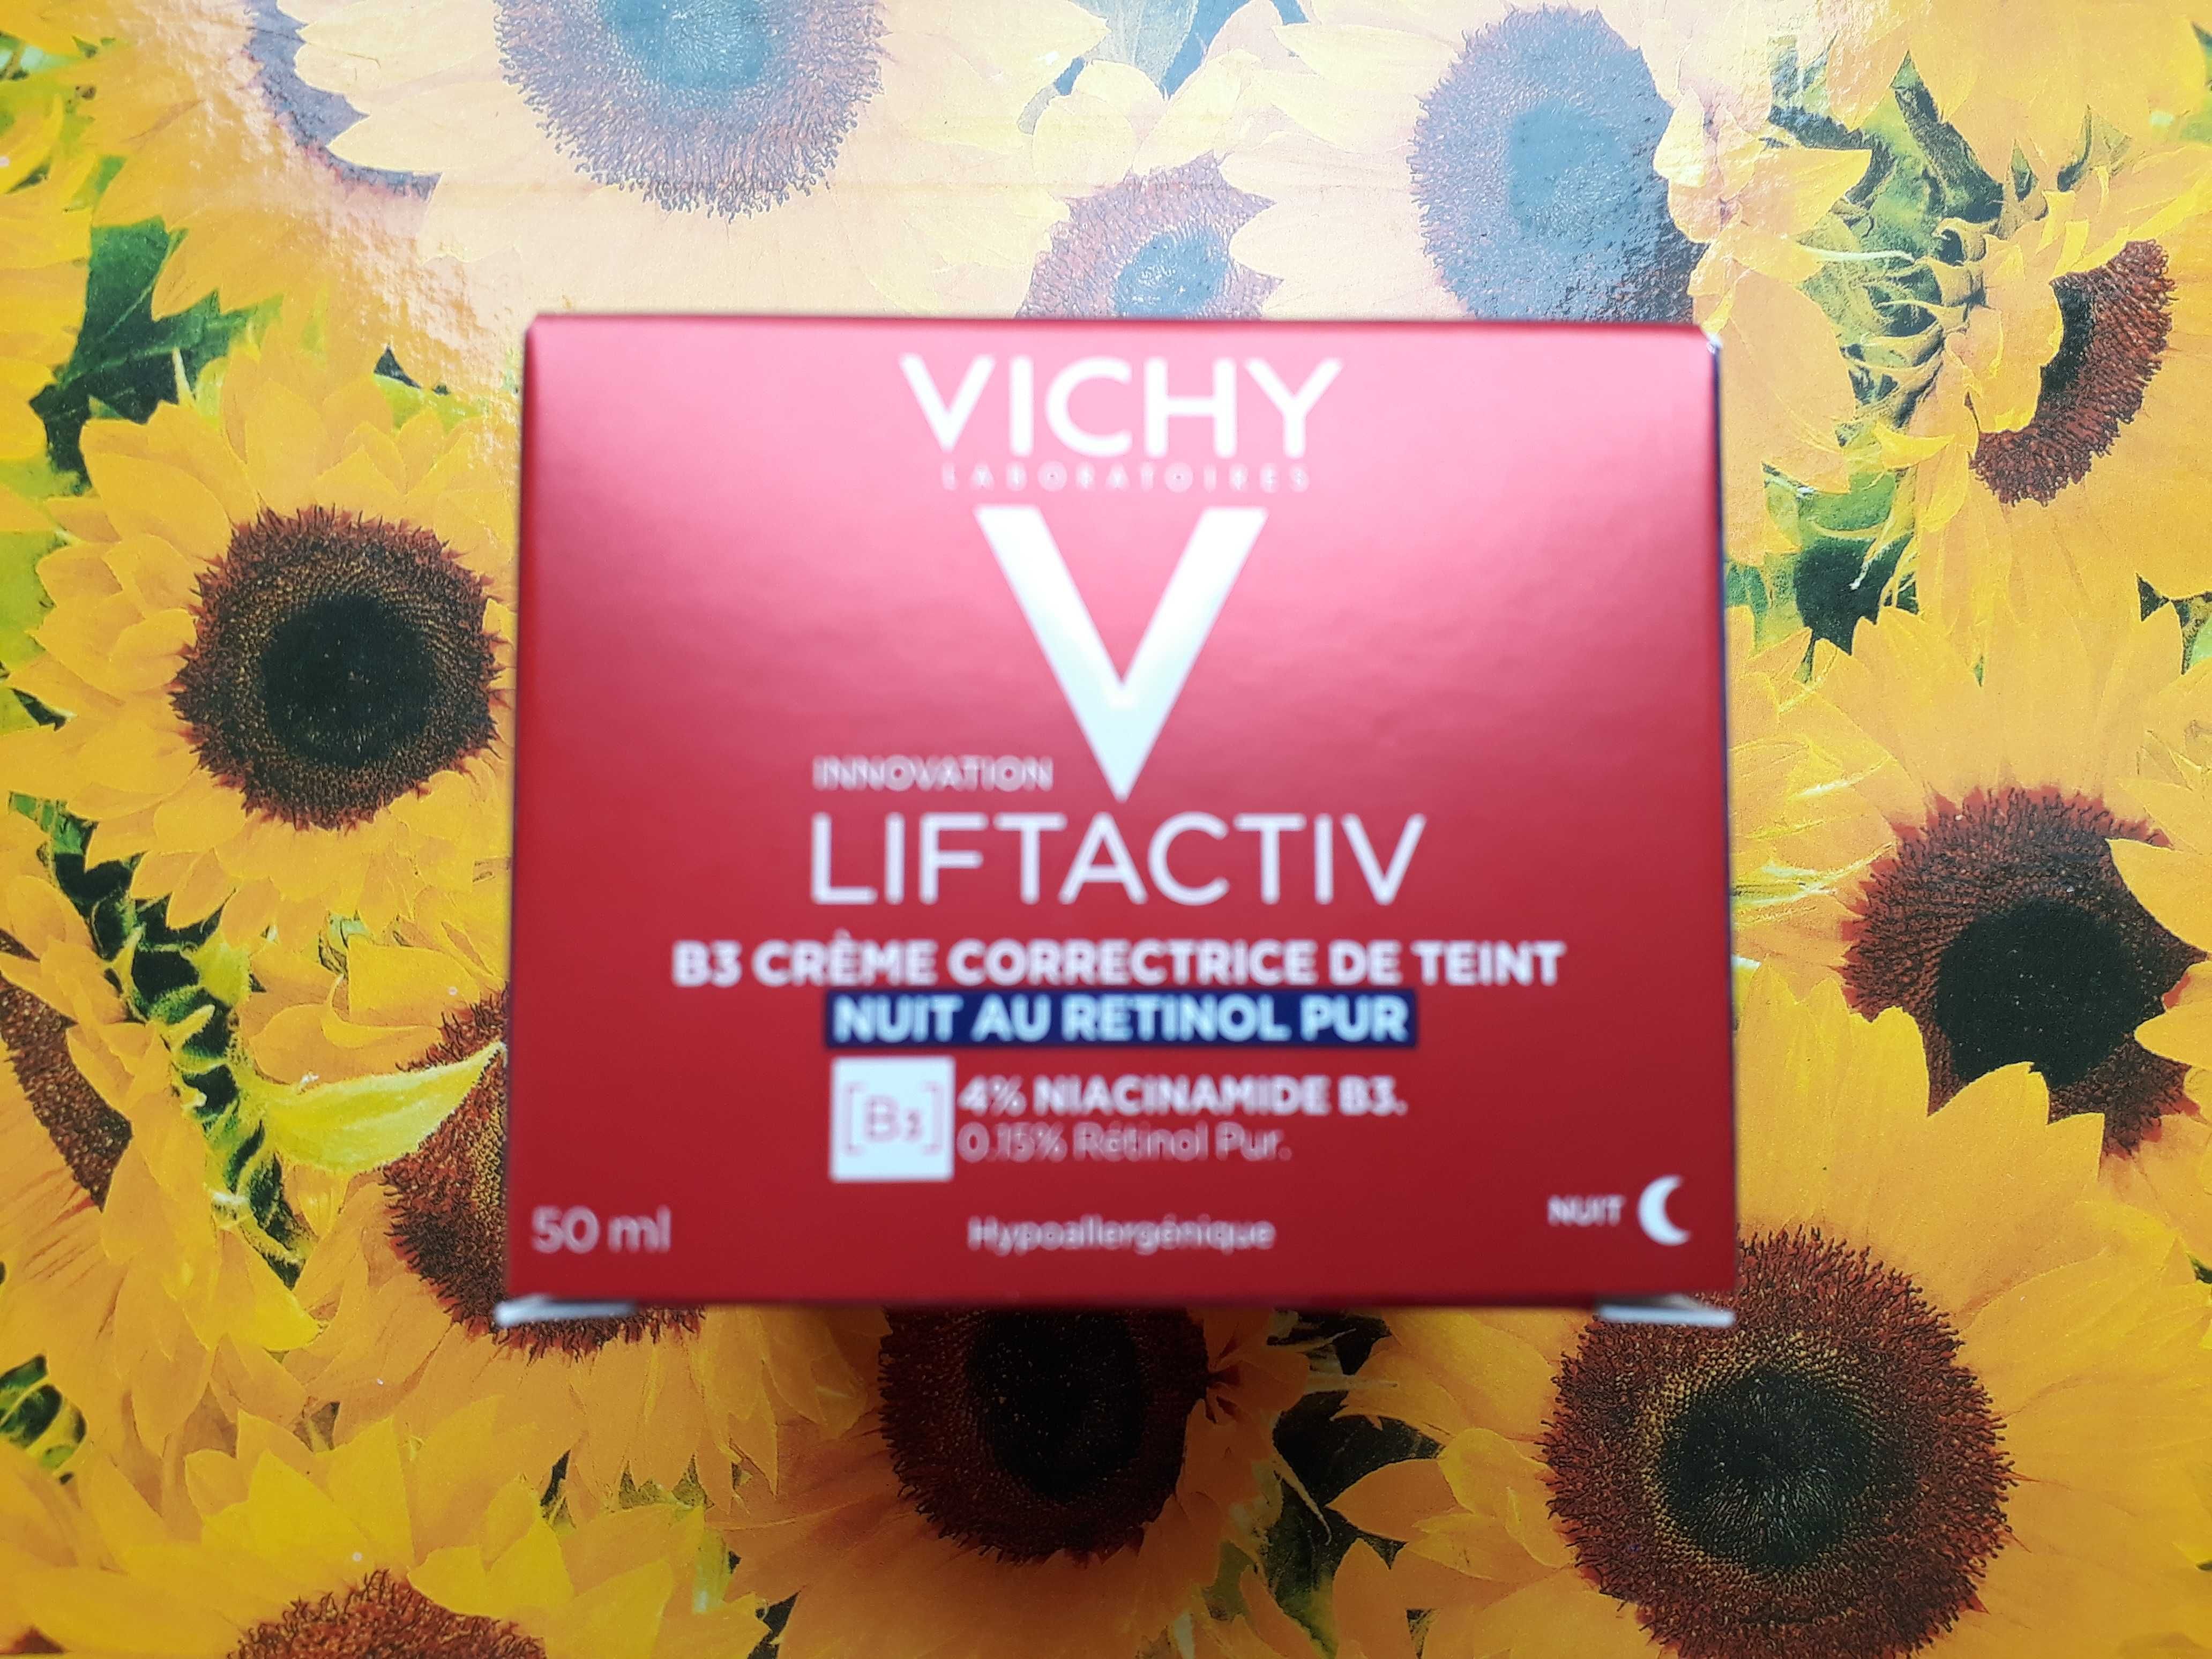 VICHY
LABORATOIRES
V
INNOVATION
LIFTACTIV
B3 CRÈME CORRECTRICE DE TEINT
NUIT AU RETINOL PUR
[B3] 4% NIACINAMIDE B3.
0.15% Rétinol Pur.
50 ml
Hypoallergénique
NUIT